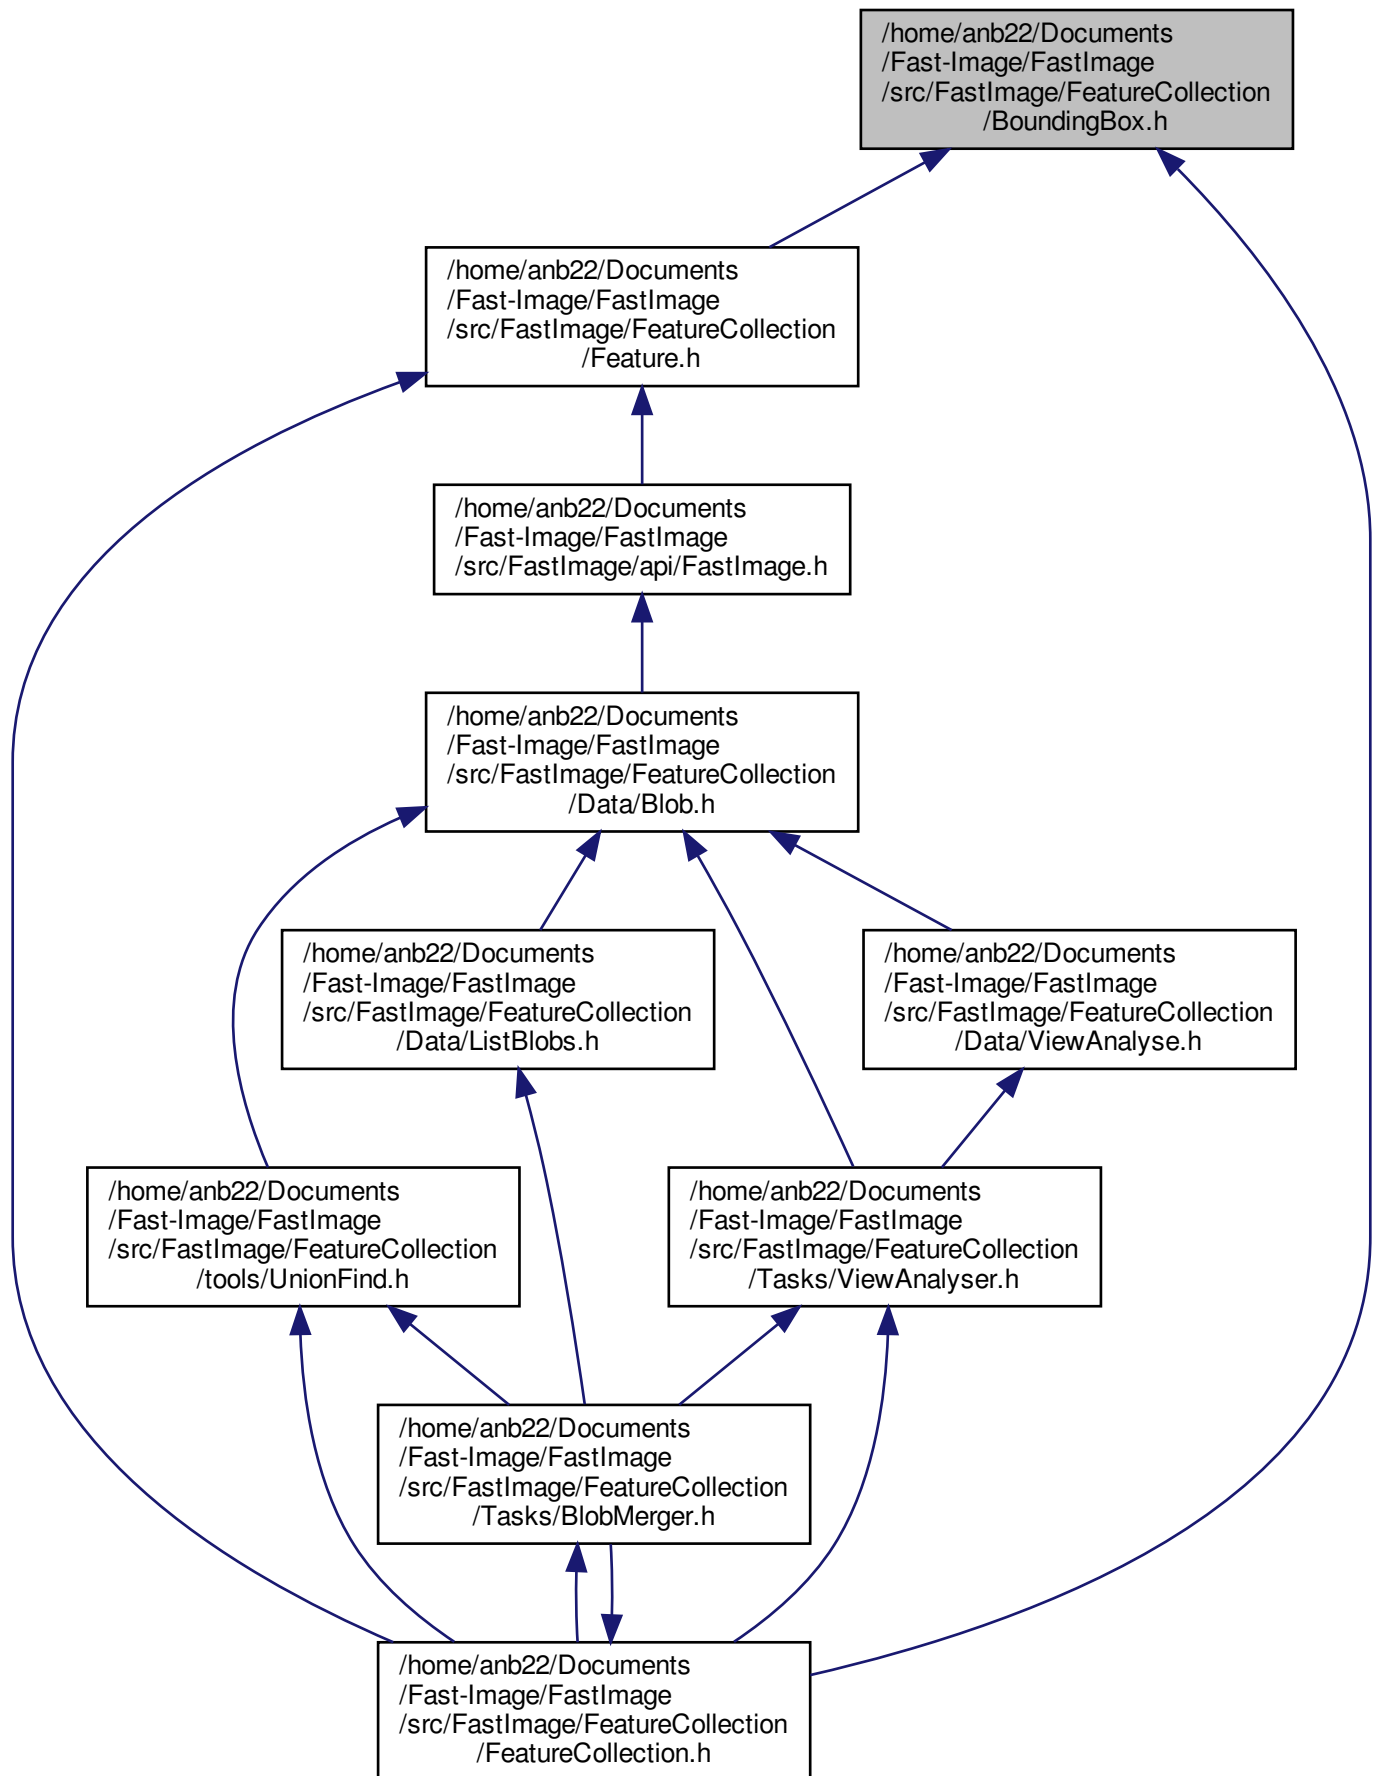 /home/anb22/Documents
/Fast-Image/FastImage
/src/FastImage/FeatureCollection
/BoundingBox.h
/home/anb22/Documents
/Fast-Image/FastImage
/src/FastImage/FeatureCollection
/Feature.h
/home/anb22/Documents
/Fast-Image/FastImage
/src/FastImage/api/FastImage.h
/home/anb22/Documents
/Fast-Image/FastImage
/src/FastImage/FeatureCollection
/Data/Blob.h
/home/anb22/Documents
/Fast-Image/FastImage
/src/FastImage/FeatureCollection
/Data/ListBlobs.h
/home/anb22/Documents
/Fast-Image/FastImage
/src/FastImage/FeatureCollection
/Data/ViewAnalyse.h
/home/anb22/Documents
/Fast-Image/FastImage
/src/FastImage/FeatureCollection
/tools/UnionFind.h
/home/anb22/Documents
/Fast-Image/FastImage
/src/FastImage/FeatureCollection
/Tasks/ViewAnalyser.h
/home/anb22/Documents
/Fast-Image/FastImage
/src/FastImage/FeatureCollection
/Tasks/BlobMerger.h
/home/anb22/Documents
/Fast-Image/FastImage
/src/FastImage/FeatureCollection
/FeatureCollection.h